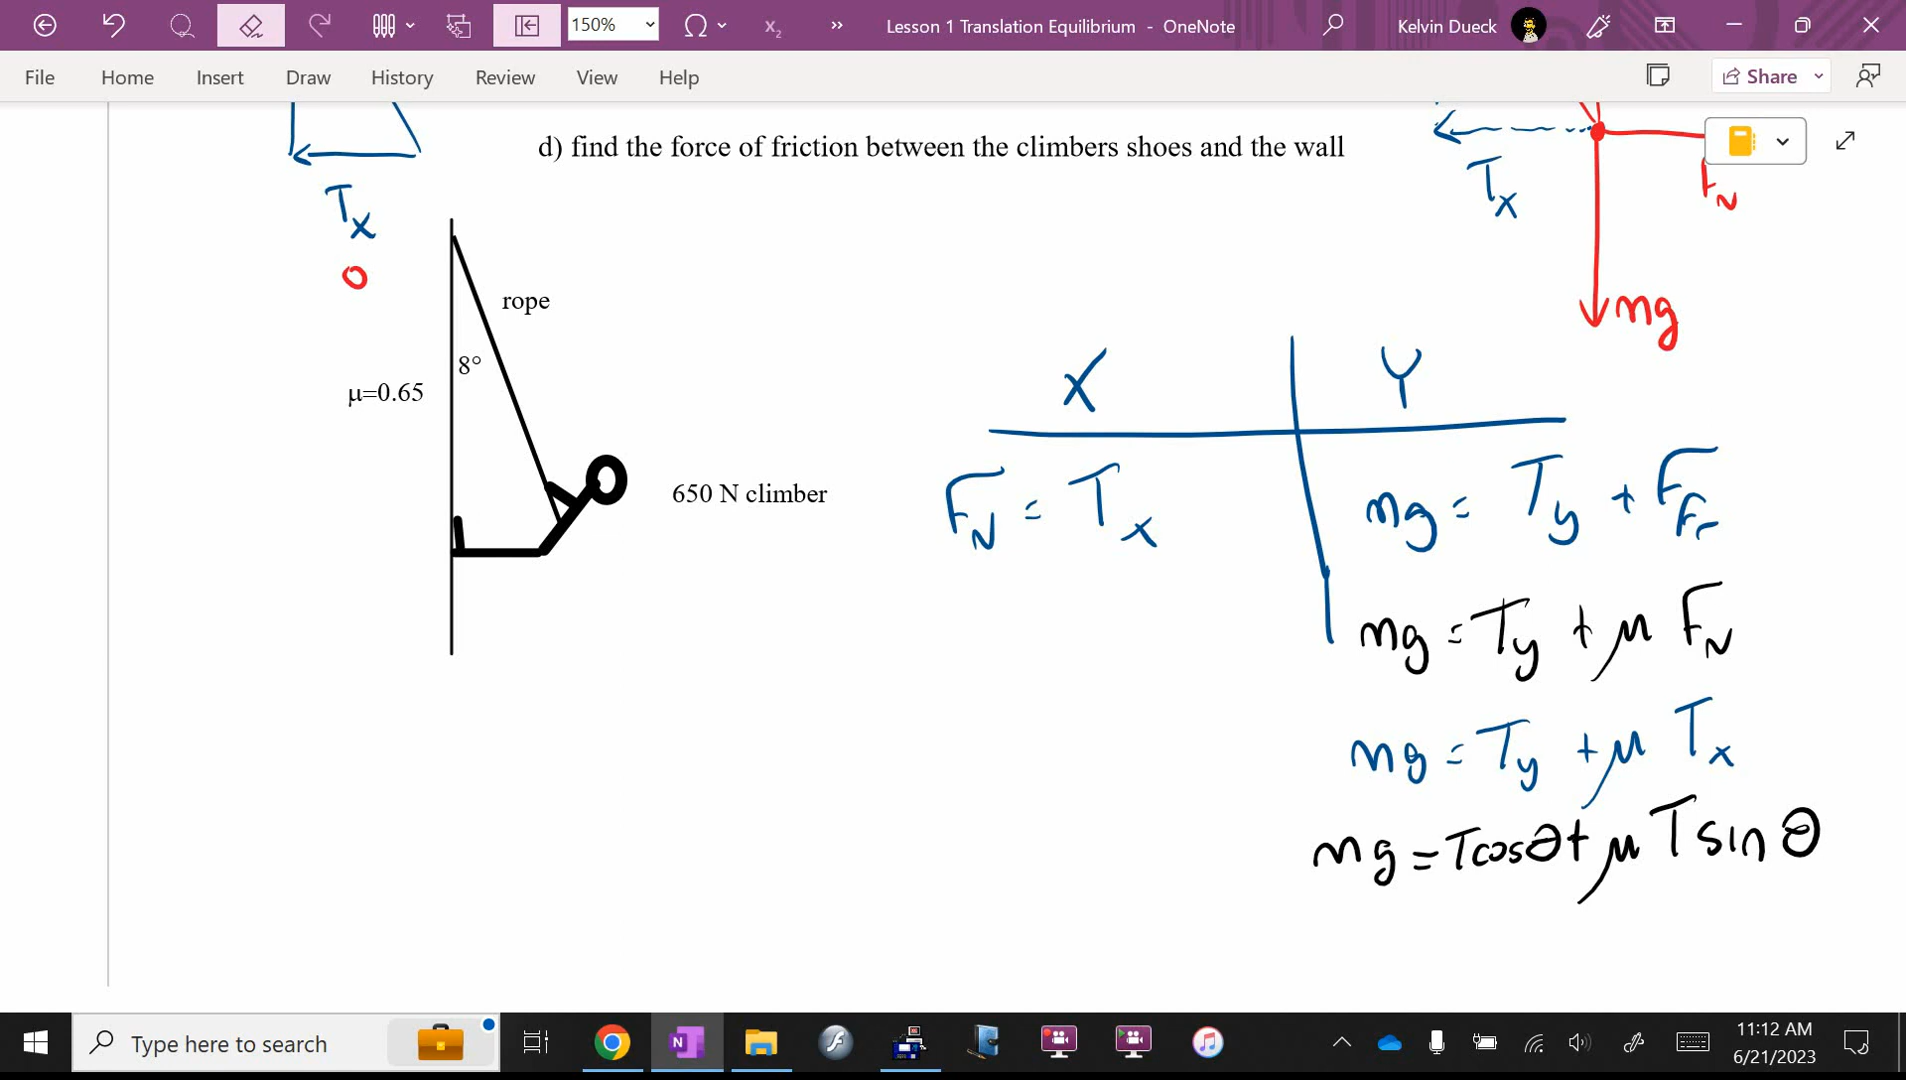 150%
x₂
Lesson 1 Translation Equilibrium - OneNote
Kelvin Dueck
File Home Insert Draw History Review View Help
Share
d) find the force of friction between the climbers shoes and the wall
Tx
O
Tx
FN
mg
rope
8°
μ=0.65
650 N climber
X Y
FN = Tx
mg = Ty + FFr
mg = Ty + μ FN
mg = Ty + μ Tx
mg = Tcosθ + μ T sin θ
Type here to search
11:12 AM
6/21/2023